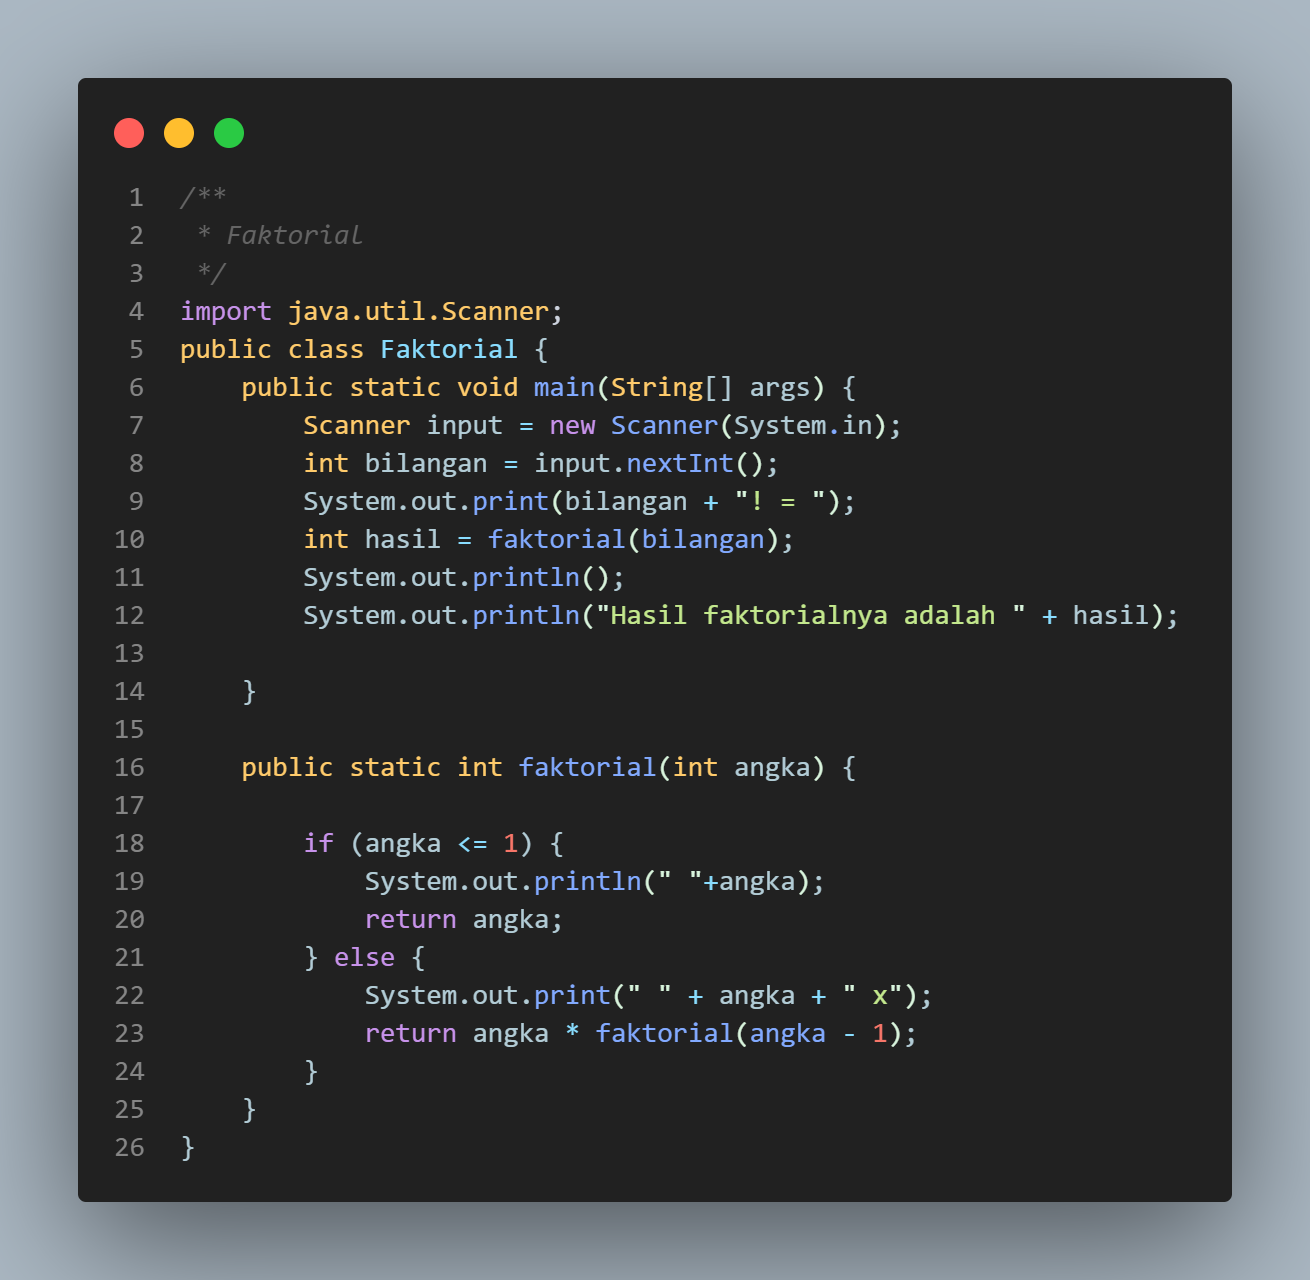 1 /**
2  * Faktorial
3  */
4 import java.util.Scanner;
5 public class Faktorial {
6     public static void main(String[] args) {
7         Scanner input = new Scanner(System.in);
8         int bilangan = input.nextInt();
9         System.out.print(bilangan + "! = ");
10         int hasil = faktorial(bilangan);
11         System.out.println();
12         System.out.println("Hasil faktorialnya adalah " + hasil);
13
14     }
15
16     public static int faktorial(int angka) {
17
18         if (angka <= 1) {
19             System.out.println(" "+angka);
20             return angka;
21         } else {
22             System.out.print(" " + angka + " x");
23             return angka * faktorial(angka - 1);
24         }
25     }
26 }